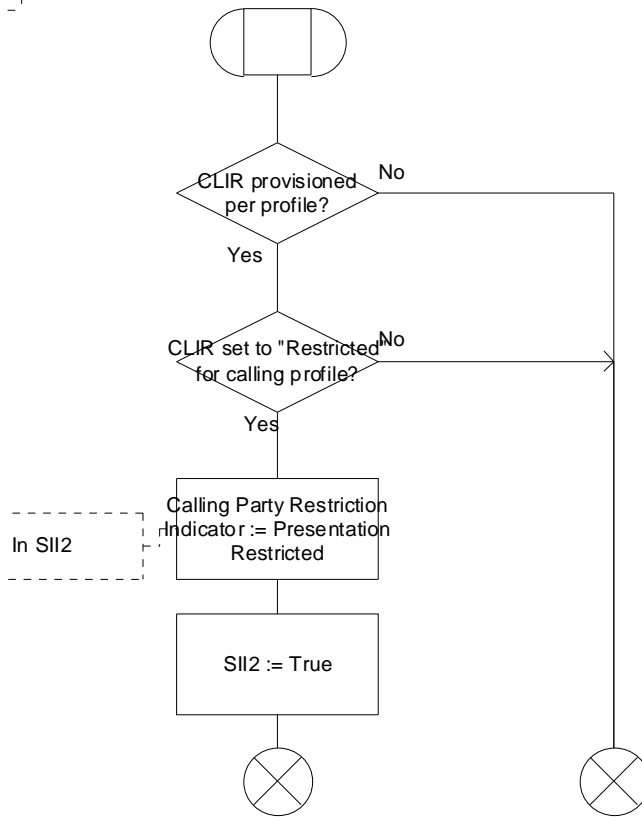 CLIR provisioned
per profile?
No
Yes
CLIR set to "Restricted"
for calling profile?
No
Yes
Calling Party Restriction
Indicator := Presentation
Restricted
In SII2
SII2 := True